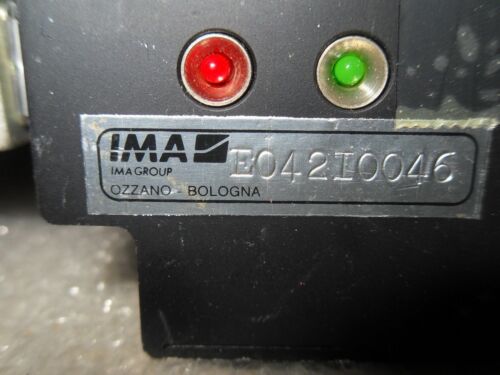 IMA E042I0046
IMA GROUP
OZZANO - BOLOGNA